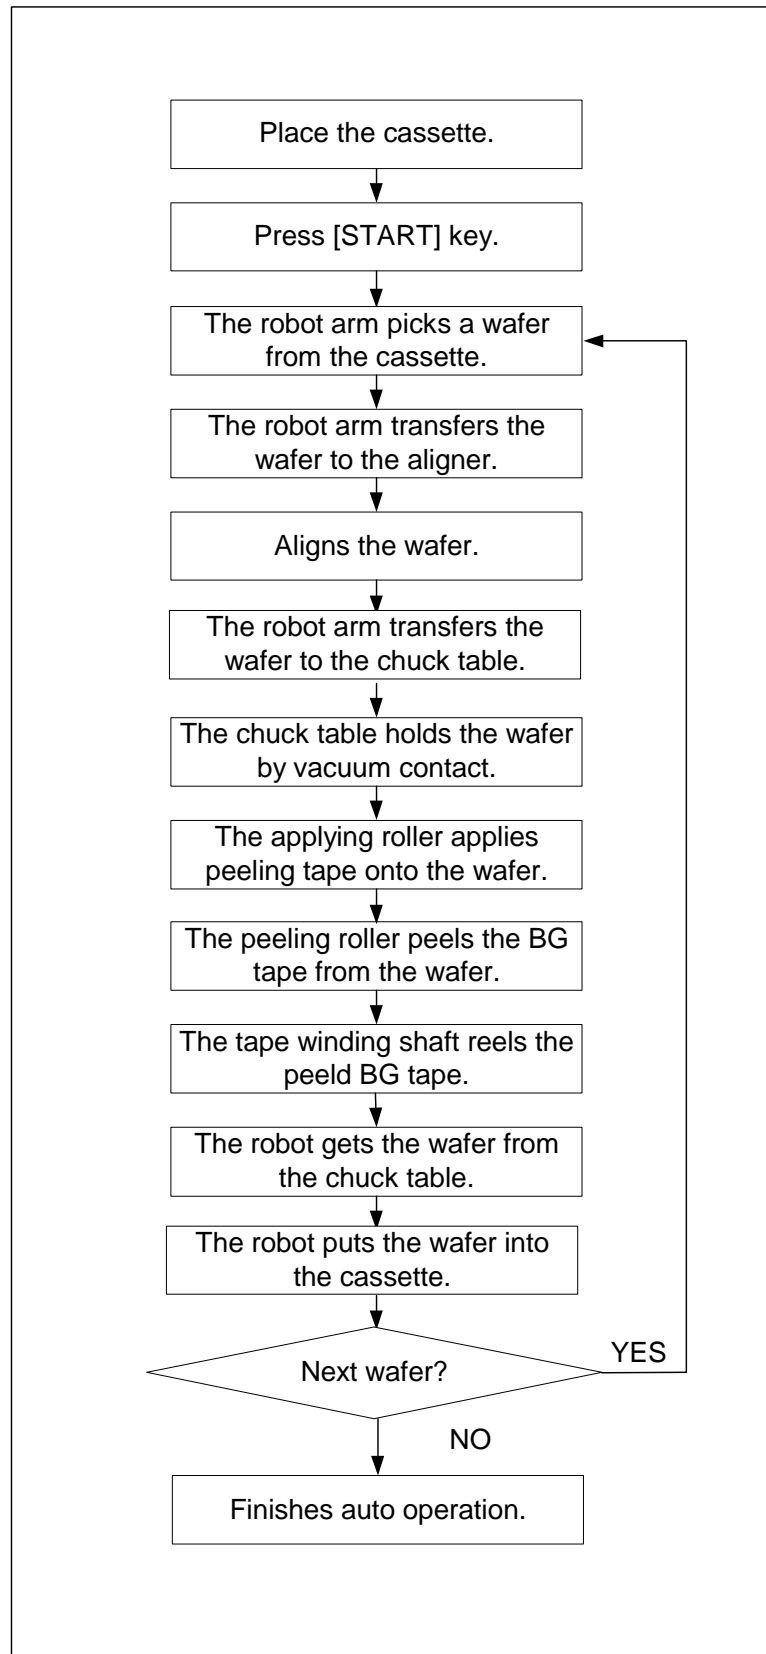 Place the cassette.
Press [START] key.
The robot arm picks a wafer
from the cassette.
The robot arm transfers the
wafer to the aligner.
Aligns the wafer.
The robot arm transfers the
wafer to the chuck table.
The chuck table holds the wafer
by vacuum contact.
The applying roller applies
peeling tape onto the wafer.
The peeling roller peels the BG
tape from the wafer.
The tape winding shaft reels the
peeld BG tape.
The robot gets the wafer from
the chuck table.
The robot puts the wafer into
the cassette.
Next wafer?
YES
NO
Finishes auto operation.